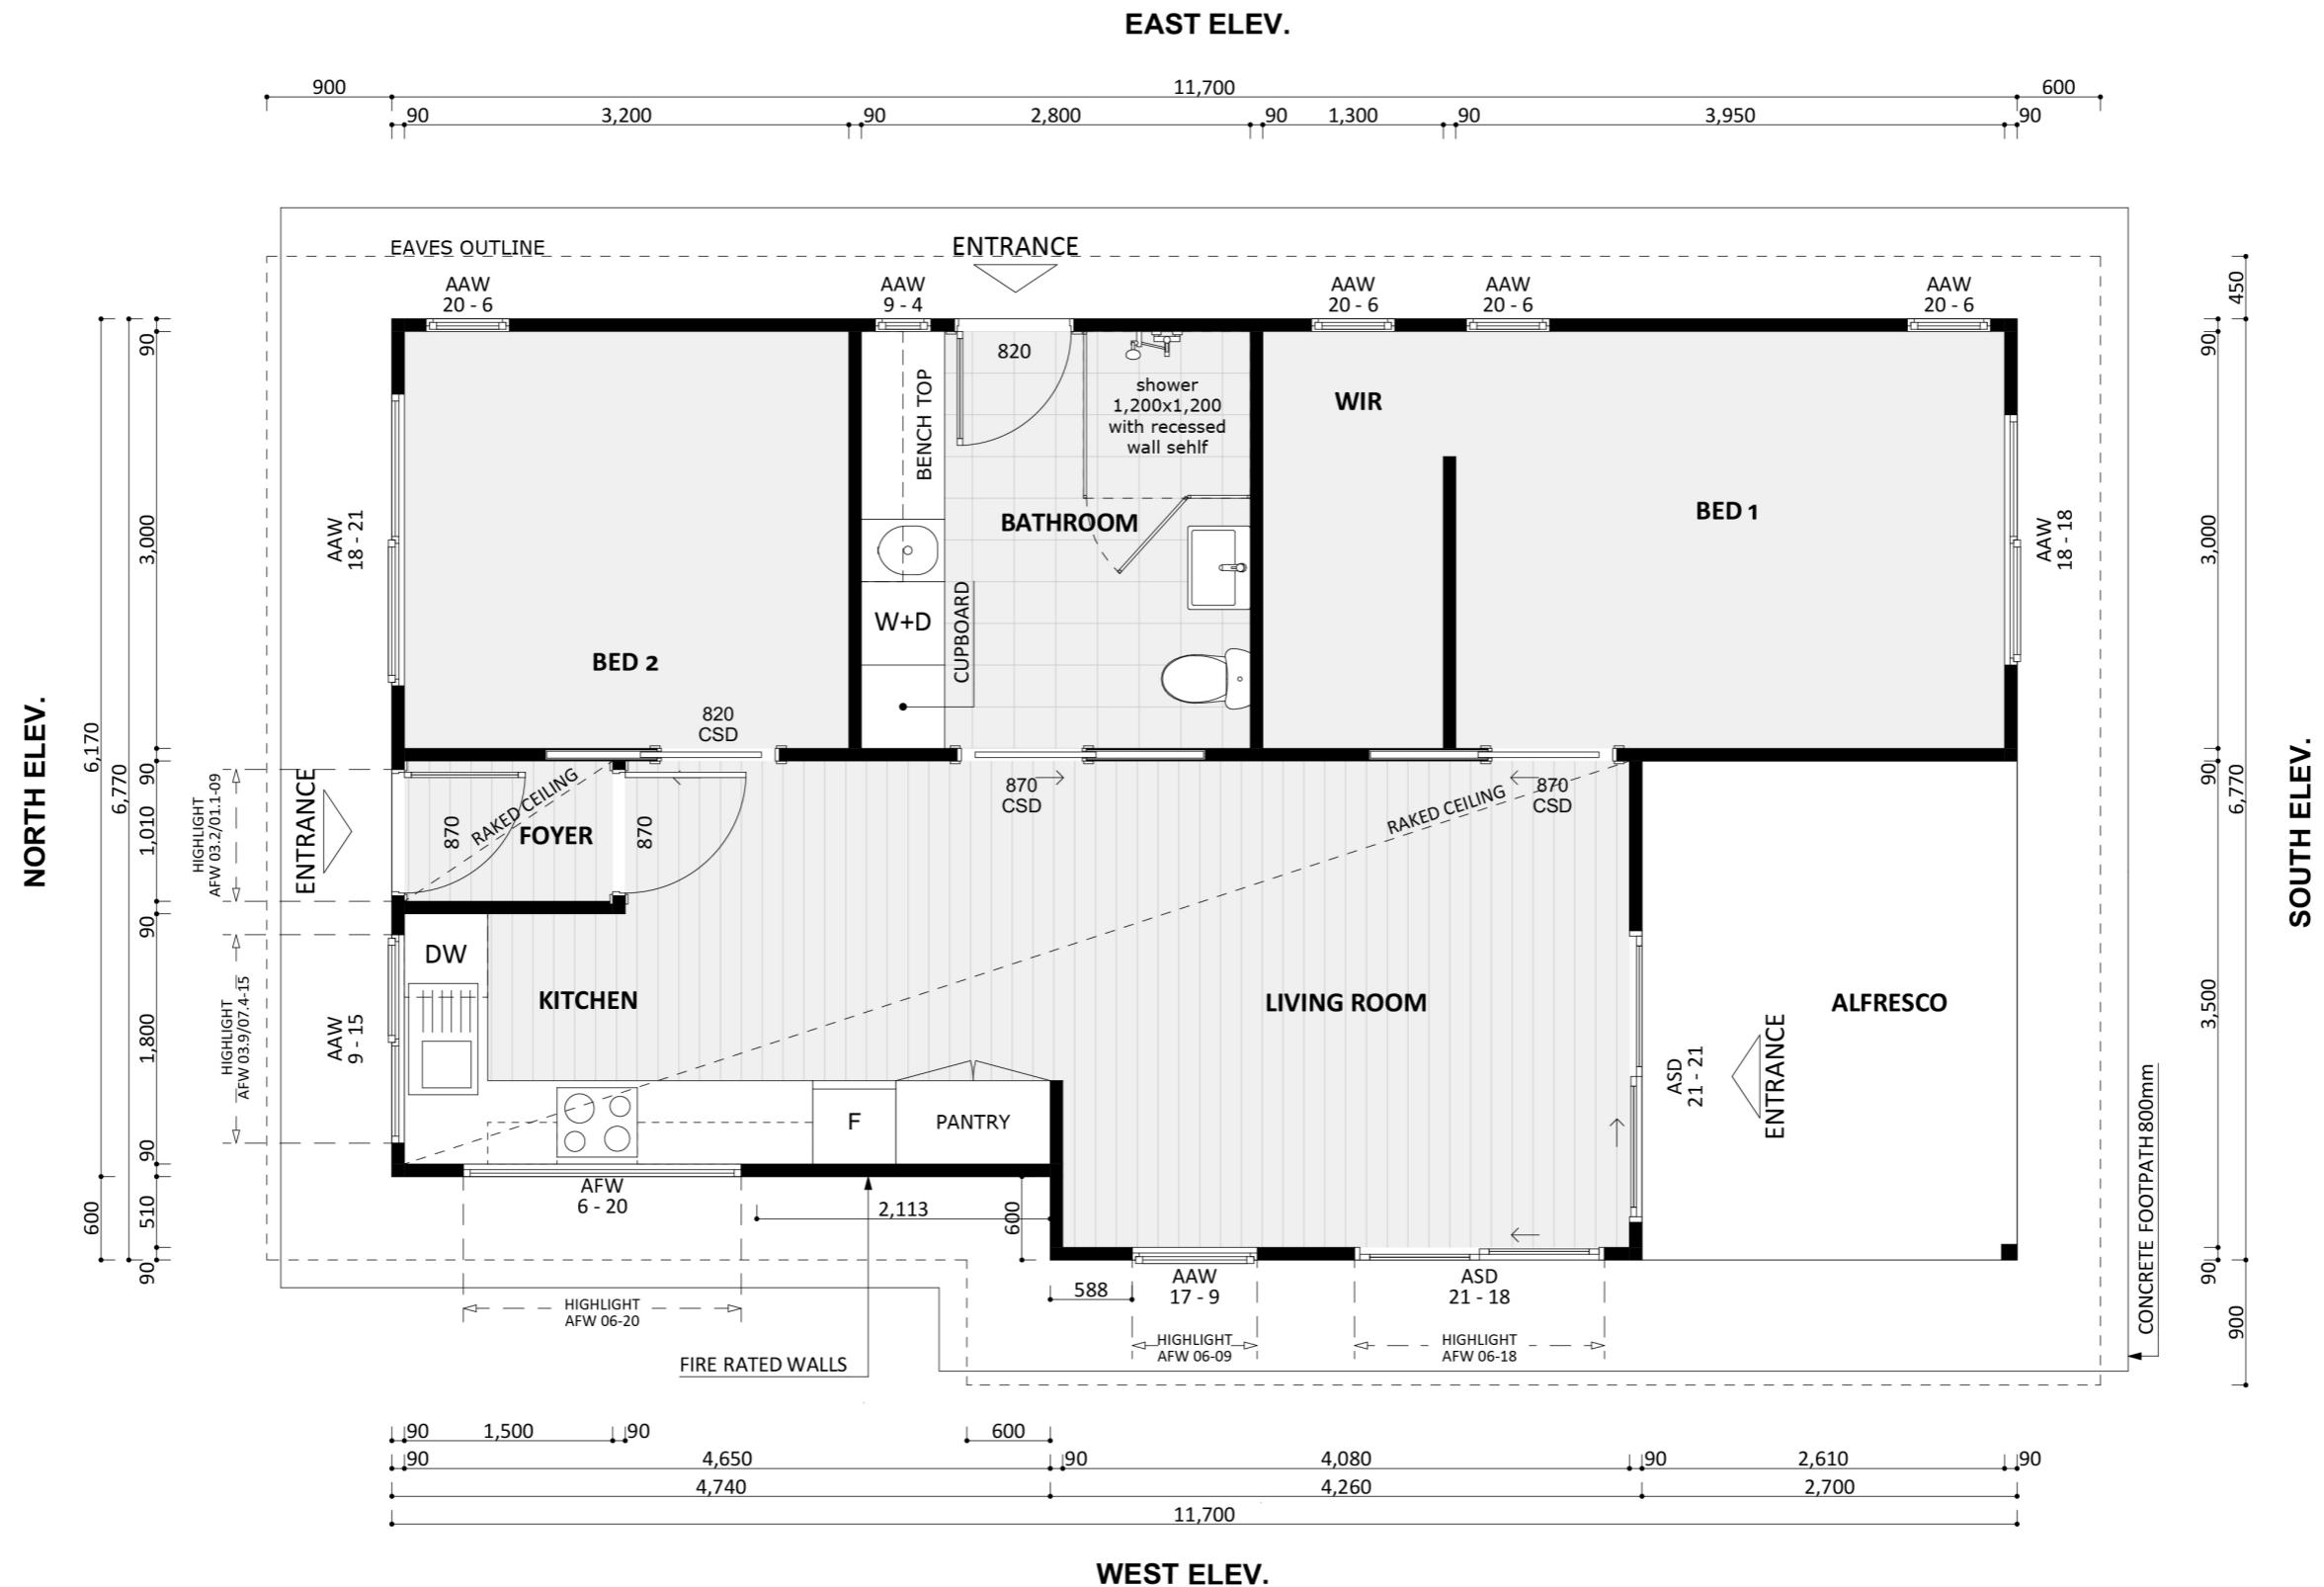 EAST ELEV.
900 11,700 600
90 3,200 90 2,800 90 1,300 90 3,950 90
EAVES OUTLINE
ENTRANCE
AAW
20 - 6
AAW
9 - 4
AAW
20 - 6
AAW
20 - 6
AAW
20 - 6
450
90
90
820
BENCH TOP
shower
1,200x1,200
with recessed
wall sehlf
WIR
BED 1
BATHROOM
AAW
18 - 21
3,000
AAW
18 - 18
3,000
W+D
CUPBOARD
BED 2
820
CSD
NORTH ELEV.
6,170
6,770
90
1,010
HIGHLIGHT
AFW 03.2/01.1-09
ENTRANCE
870
RAKED CEILING
FOYER
870
870
CSD
RAKED CEILING
870
CSD
90
6,770
SOUTH ELEV.
90
DW
KITCHEN
LIVING ROOM
ALFRESCO
ENTRANCE
3,500
HIGHLIGHT
AFW 03.9/07.4-15
AAW
9 - 15
1,800
ASD
21 - 21
90
F
PANTRY
CONCRETE FOOTPATH 800mm
AFW
6 - 20
600
510
90
2,113
600
588
AAW
17 - 9
ASD
21 - 18
90
900
HIGHLIGHT
AFW 06-20
HIGHLIGHT
AFW 06-09
HIGHLIGHT
AFW 06-18
FIRE RATED WALLS
90 1,500 90 600
90 4,650 90 4,080 90 2,610 90
4,740 4,260 2,700
11,700
WEST ELEV.